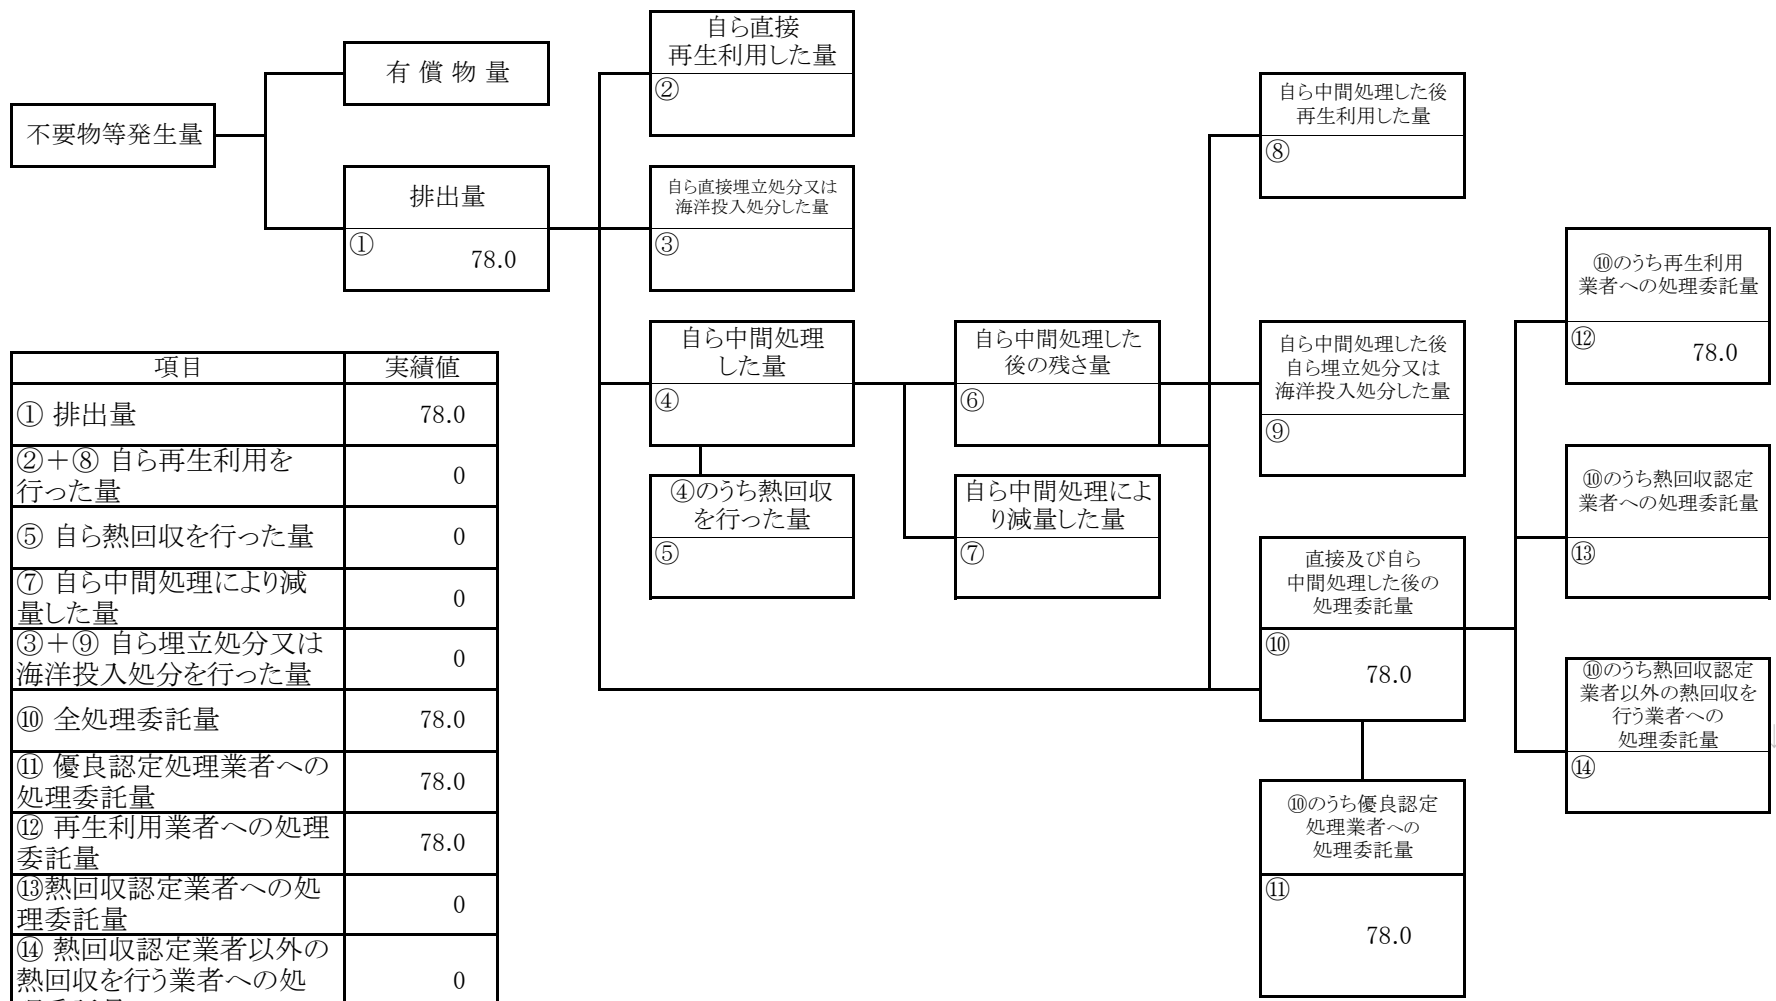 不要物等発生量
有 償 物 量
排出量
①
78.0
自ら直接
再生利用した量
②
自ら直接埋立処分又は
海洋投入処分した量
③
自ら中間処理
した量
④
④のうち熱回収
を行った量
⑤
自ら中間処理した
後の残さ量
⑥
自ら中間処理によ
り減量した量
⑦
自ら中間処理した後
再生利用した量
⑧
自ら中間処理した後
自ら埋立処分又は
海洋投入処分した量
⑨
直接及び自ら
中間処理した後の
処理委託量
⑩
78.0
⑩のうち優良認定
処理業者への
処理委託量
⑪
78.0
⑩のうち再生利用
業者への処理委託量
⑫
78.0
⑩のうち熱回収認定
業者への処理委託量
⑬
⑩のうち熱回収認定
業者以外の熱回収を
行う業者への
処理委託量
⑭
項目 実績値
① 排出量 78.0
②＋⑧ 自ら再生利用を
行った量 0
⑤ 自ら熱回収を行った量 0
⑦ 自ら中間処理により減
量した量 0
③＋⑨ 自ら埋立処分又は
海洋投入処分を行った量 0
⑩ 全処理委託量 78.0
⑪ 優良認定処理業者への
処理委託量 78.0
⑫ 再生利用業者への処理
委託量 78.0
⑬熱回収認定業者への処
理委託量 0
⑭ 熱回収認定業者以外の
熱回収を行う業者への処 0